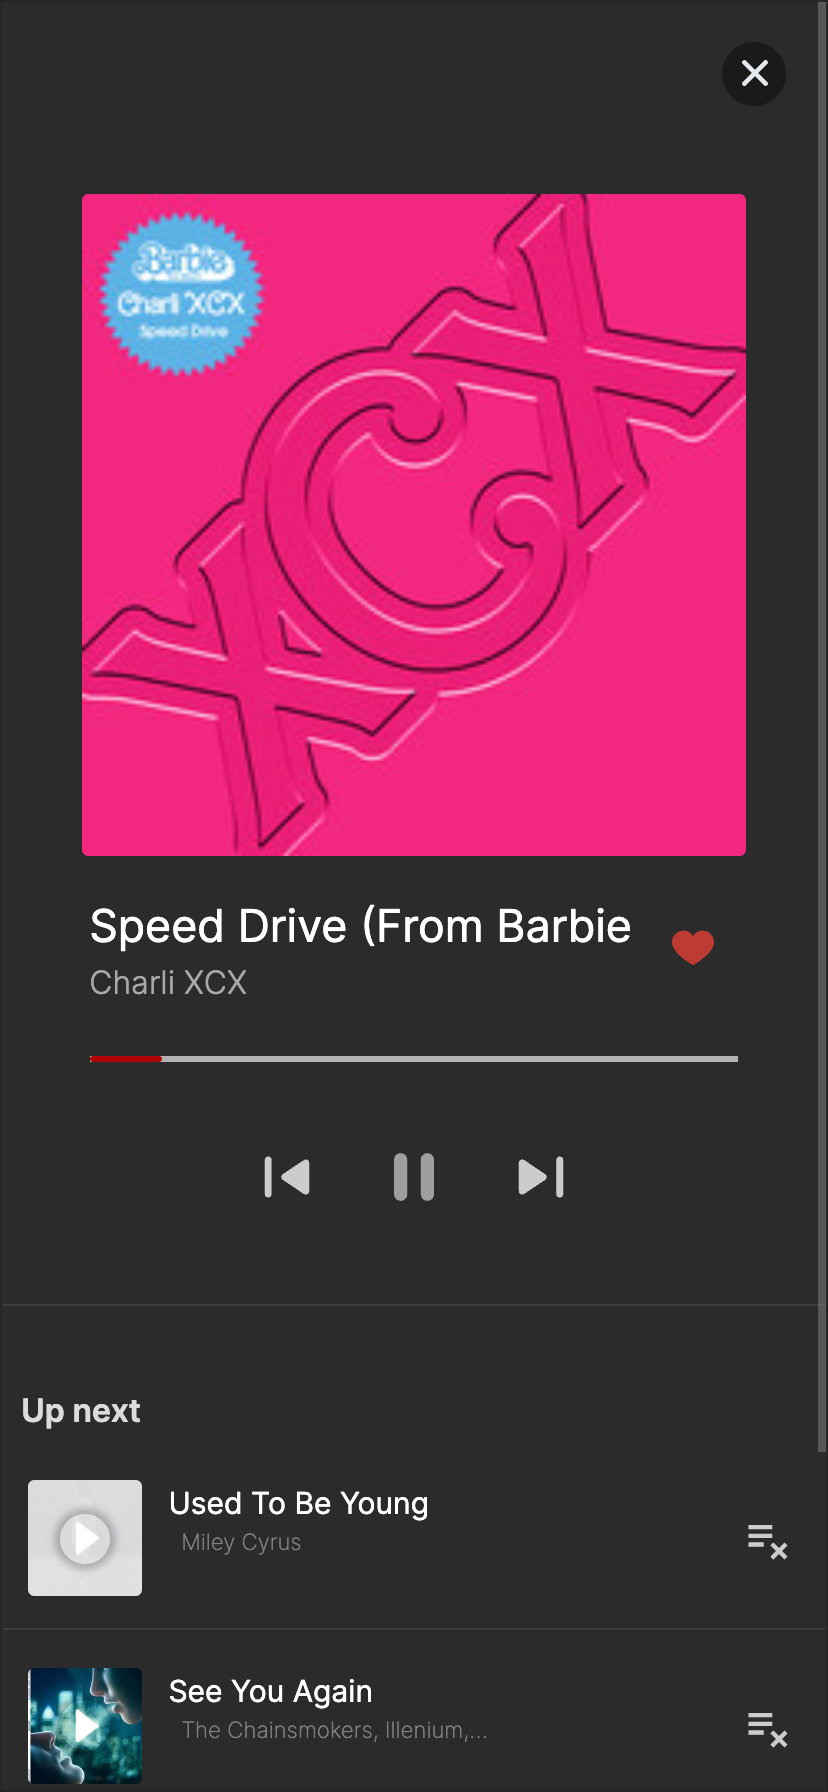 Barbie
Charli XCX
Speed Drive
XCX
Speed Drive (From Barbie
Charli XCX
Up next
Used To Be Young
Miley Cyrus
See You Again
The Chainsmokers, Illenium,...